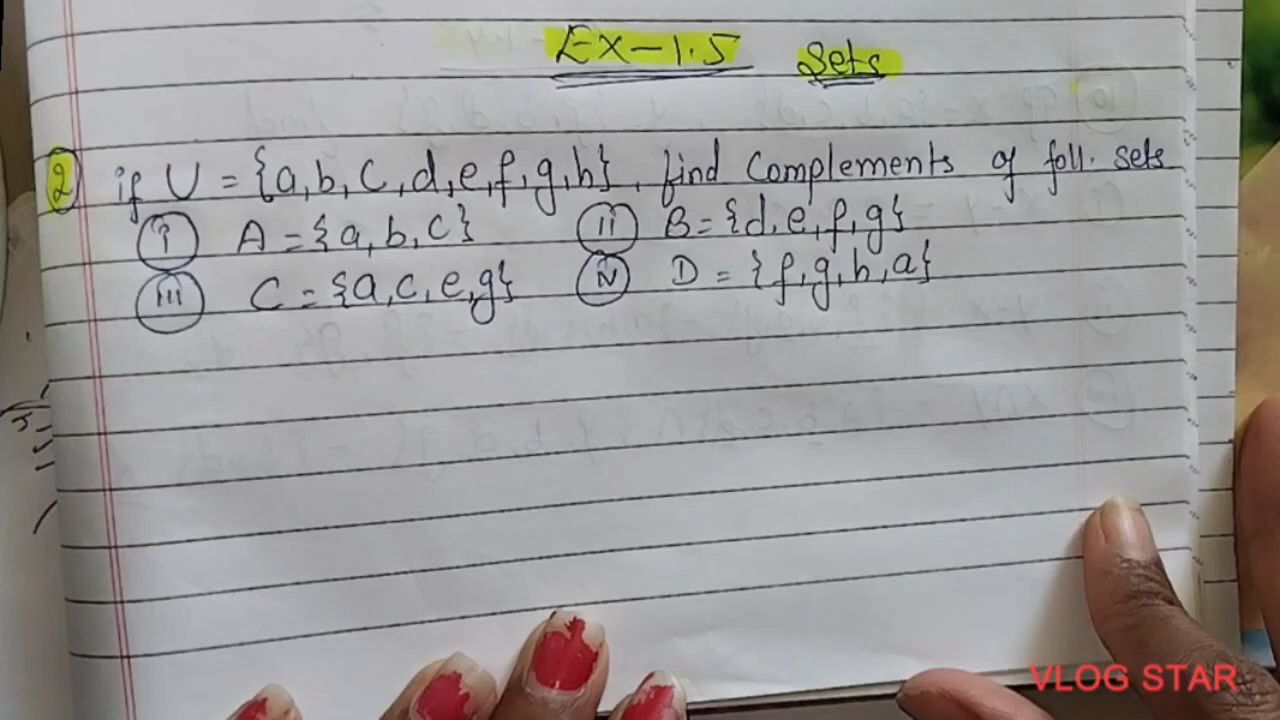 Ex-1.5 Sets
2 if U = {a, b, c, d, e, f, g, h}, find Complements of foll. sets
(i) A = {a, b, c} (ii) B = {d, e, f, g}
(iii) C = {a, c, e, g} (iv) D = {f, g, h, a}
VLOG STAR